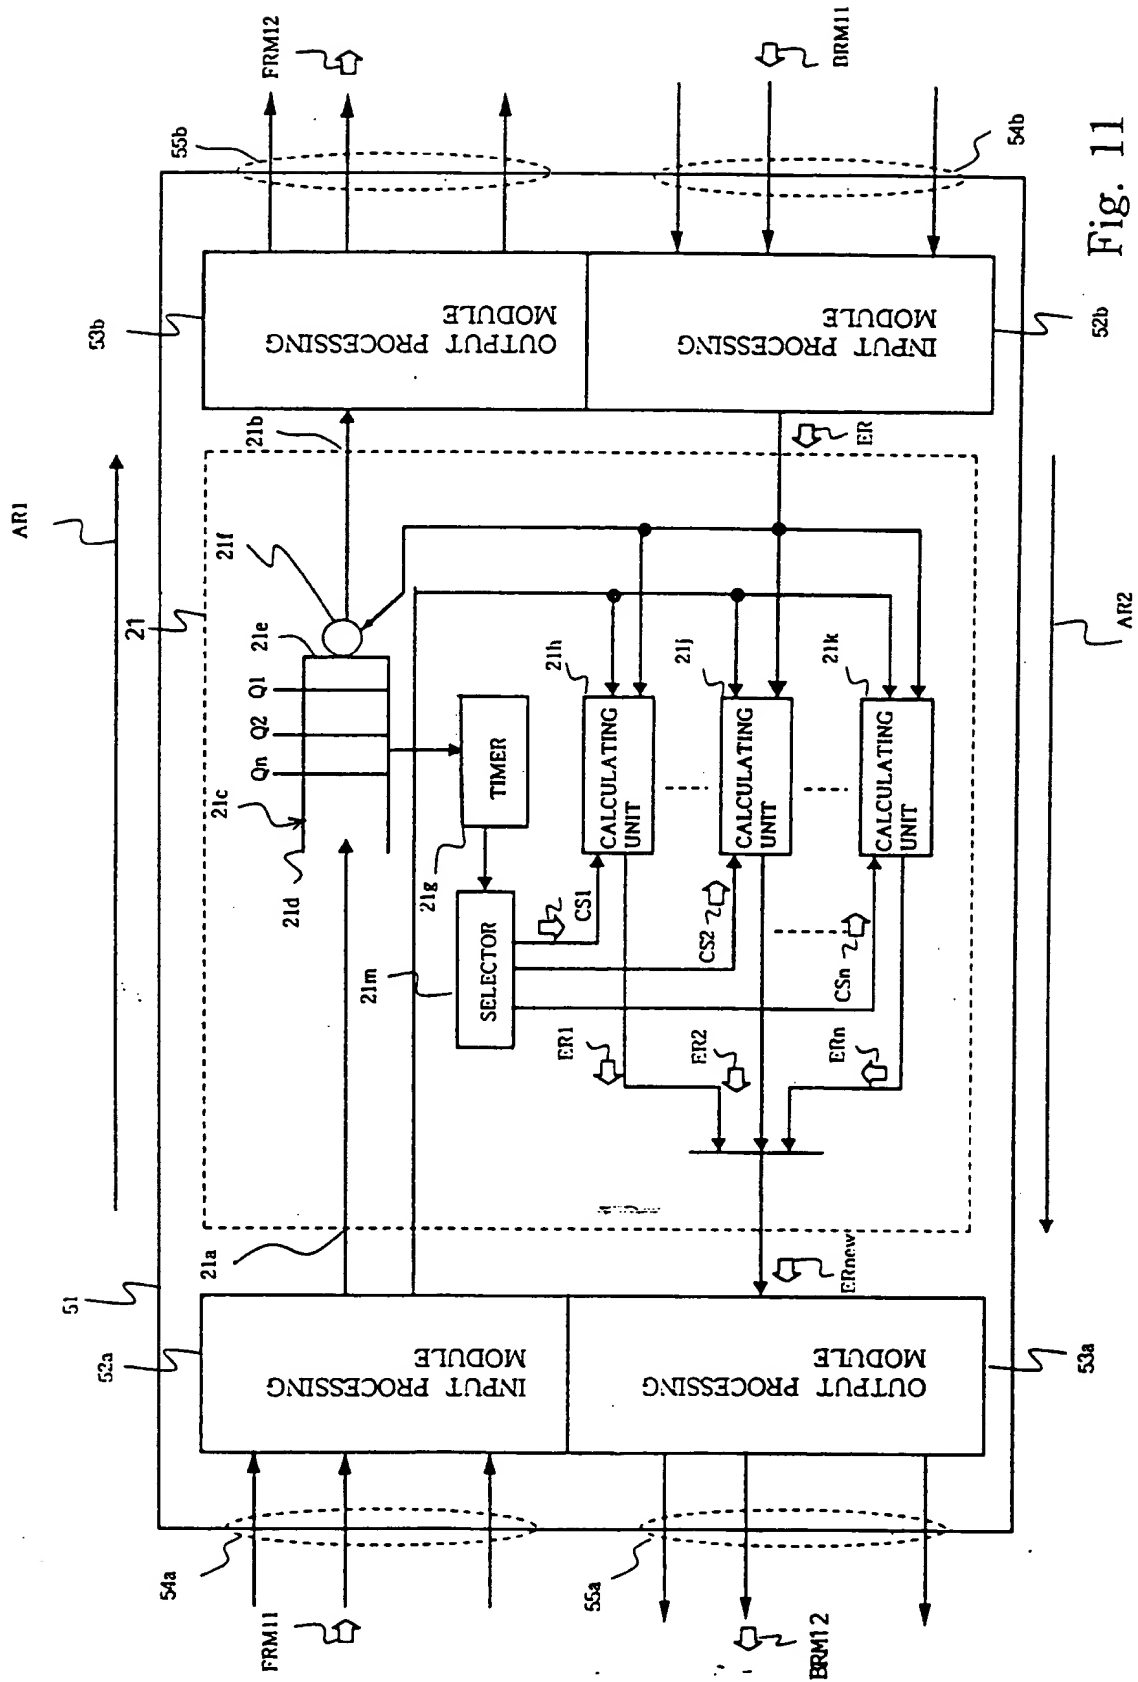 Fig. 11
AR1
51
21
FRM11
54a
52a
INPUT PROCESSING
MODULE
21a
21d
21c
Qn
Q2
Q1
21e
21f
21b
53b
OUTPUT PROCESSING
MODULE
55b
FRM12
21m
SELECTOR
21g
TIMER
CS1
CS2
CSn
21h
CALCULATING
UNIT
21j
CALCULATING
UNIT
21k
CALCULATING
UNIT
ER1
ER2
ERn
ER
ERnew
53a
OUTPUT PROCESSING
MODULE
55a
BRM12
52b
INPUT PROCESSING
MODULE
54b
BRM11
AR2